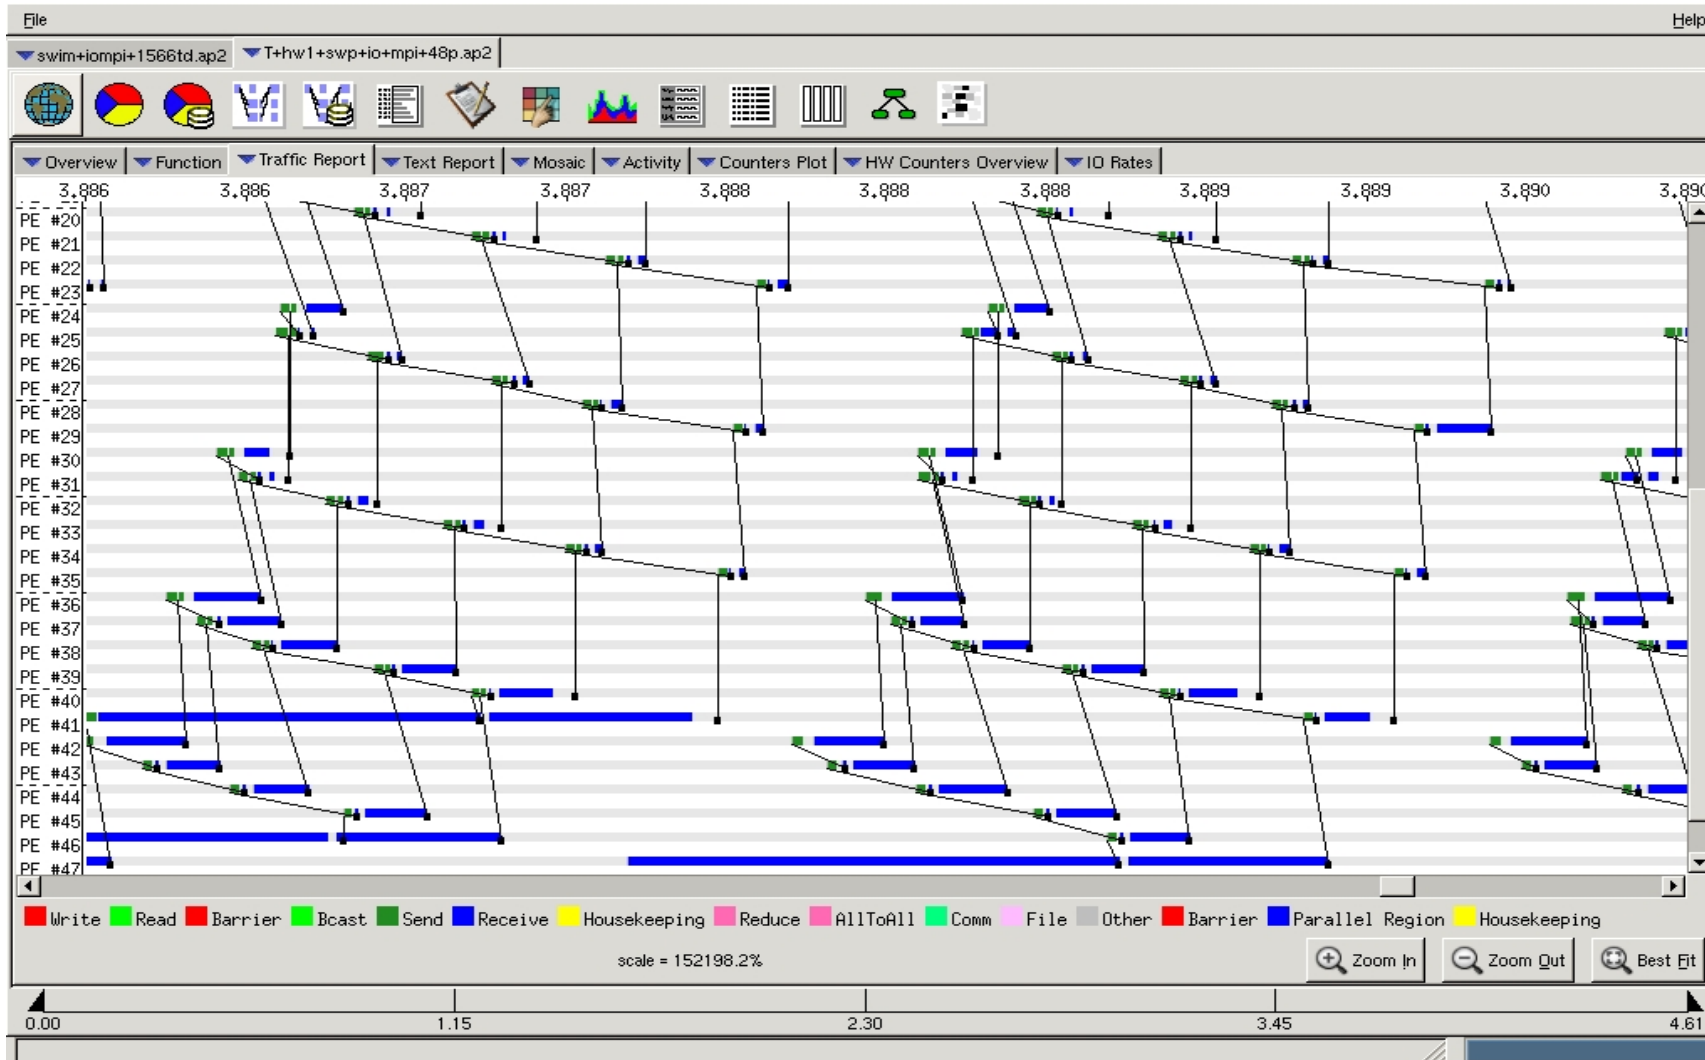 File Help
swim+iompi+1566td.ap2 T+hw1+swp+io+mpi+48p.ap2
Overview Function Traffic Report Text Report Mosaic Activity Counters Plot HW Counters Overview IO Rates
3.886 3.886 3.887 3.887 3.888 3.888 3.888 3.889 3.889 3.890 3.890
PE #20
PE #21
PE #22
PE #23
PE #24
PE #25
PE #26
PE #27
PE #28
PE #29
PE #30
PE #31
PE #32
PE #33
PE #34
PE #35
PE #36
PE #37
PE #38
PE #39
PE #40
PE #41
PE #42
PE #43
PE #44
PE #45
PE #46
PE #47
Write Read Barrier Bcast Send Receive Housekeeping Reduce AllToAll Comm File Other Barrier Parallel Region Housekeeping
scale = 152198.2% Zoom In Zoom Out Best Fit
0.00 1.15 2.30 3.45 4.61